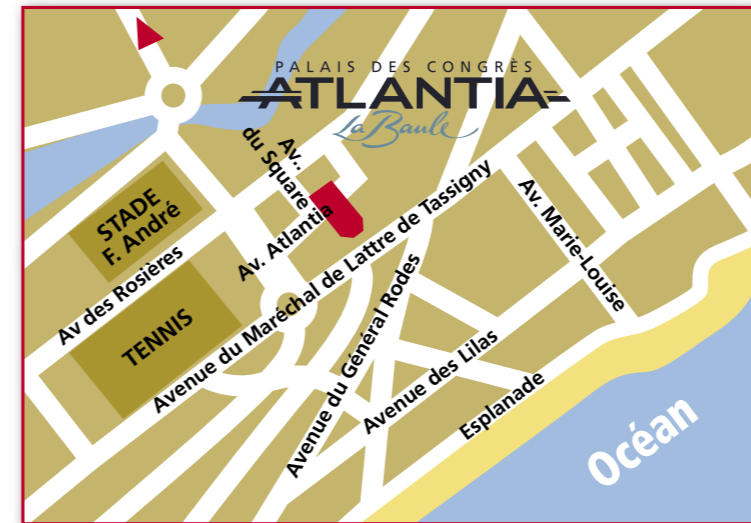 PALAIS DES CONGRÈS
ATLANTIA
La Baule
Av..
du Square
STADE
F. André
Av. Atlantia
Av des Rosières
TENNIS
Avenue du Maréchal de Lattre de Tassigny
Av. Marie-Louise
Avenue du Général Rodes
Avenue des Lilas
Esplanade
Océan